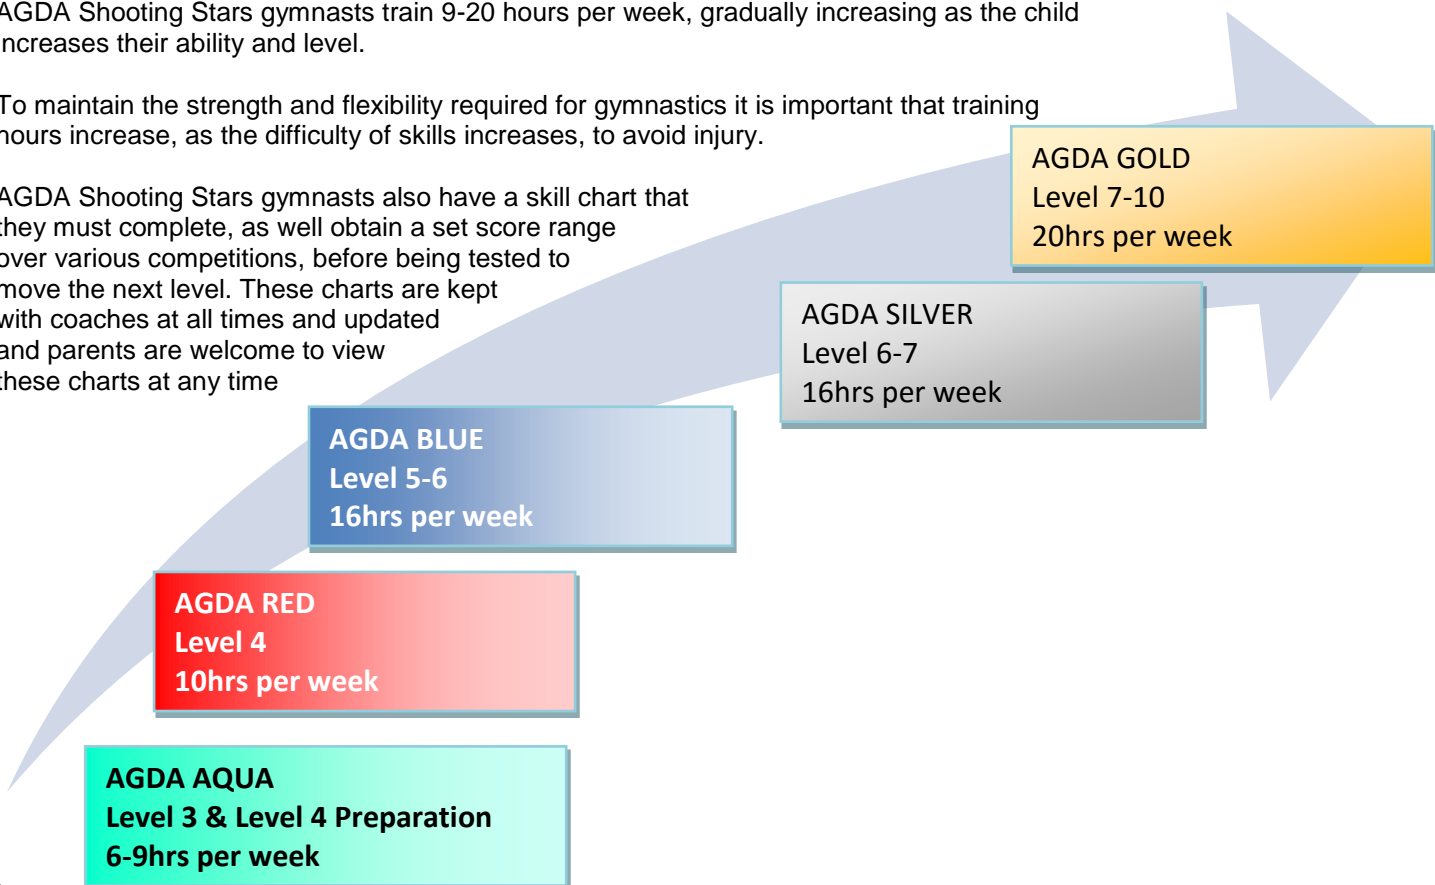 AGDA Shooting Stars gymnasts train 9-20 hours per week, gradually increasing as the child
increases their ability and level.
To maintain the strength and flexibility required for gymnastics it is important that training
hours increase, as the difficulty of skills increases, to avoid injury.
AGDA Shooting Stars gymnasts also have a skill chart that
they must complete, as well obtain a set score range
over various competitions, before being tested to
move the next level. These charts are kept
with coaches at all times and updated
and parents are welcome to view
these charts at any time
AGDA GOLD
Level 7-10
20hrs per week
AGDA SILVER
Level 6-7
16hrs per week
AGDA BLUE
Level 5-6
16hrs per week
AGDA RED
Level 4
10hrs per week
AGDA AQUA
Level 3 & Level 4 Preparation
6-9hrs per week